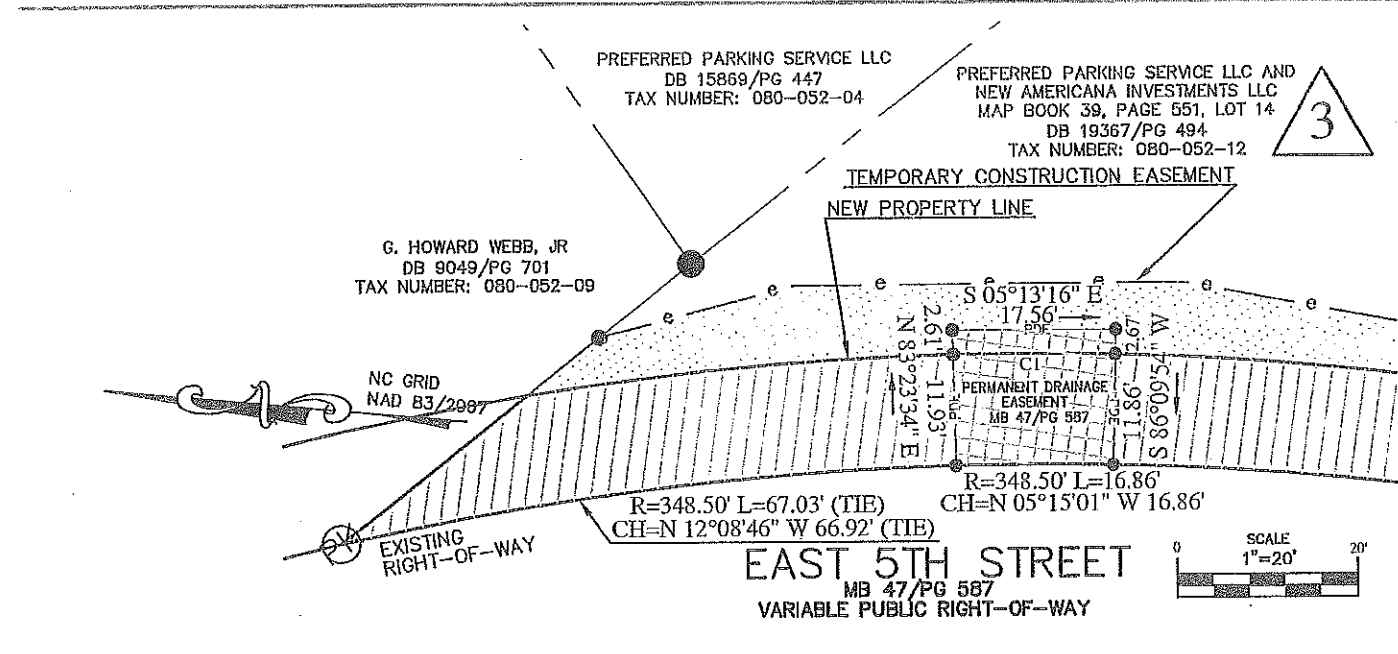 PREFERRED PARKING SERVICE LLC
DB 15869/PG 447
TAX NUMBER: 080-052-04
PREFERRED PARKING SERVICE LLC AND
NEW AMERICANA INVESTMENTS LLC
MAP BOOK 39, PAGE 551, LOT 14
DB 19367/PG 494
TAX NUMBER: 080-052-12
3
TEMPORARY CONSTRUCTION EASEMENT
NEW PROPERTY LINE
G. HOWARD WEBB, JR
DB 9049/PG 701
TAX NUMBER: 080-052-09
e
e
e
e
e
e
e
S 05°13'16" E
17.56'
PDE
2.61'
2.67
N 83°23'34" E
11.93'
C1
PERMANENT DRAINAGE
EASEMENT
MB 47/PG 587
PDE
11.86'
S 86°09'54" W
NC GRID
NAD 83/2007
R=348.50' L=16.86'
CH=N 05°15'01" W 16.86'
R=348.50' L=67.03' (TIE)
CH=N 12°08'46" W 66.92' (TIE)
EXISTING
RIGHT-OF-WAY
EAST 5TH STREET
MB 47/PG 587
VARIABLE PUBLIC RIGHT-OF-WAY
SCALE
1"=20'
0
20'